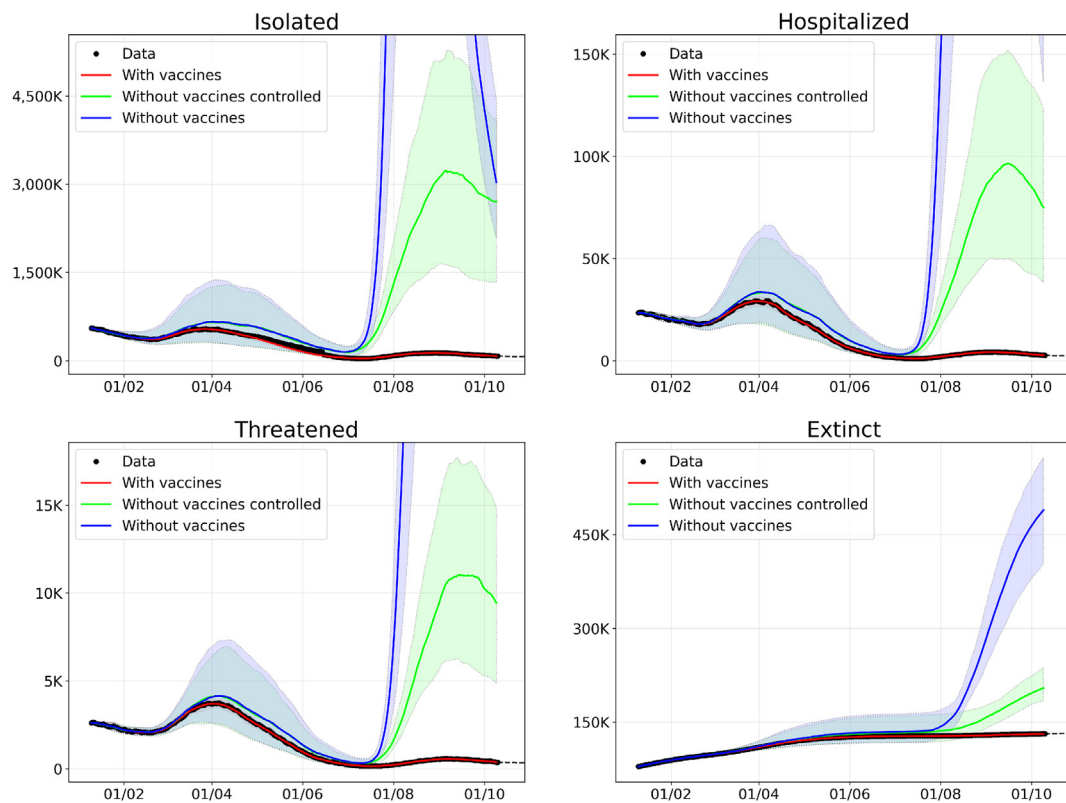 Isolated
4,500K
3,000K
1,500K
0
Data
With vaccines
Without vaccines controlled
Without vaccines
01/02
01/04
01/06
01/08
01/10
Hospitalized
150K
100K
50K
0
Data
With vaccines
Without vaccines controlled
Without vaccines
01/02
01/04
01/06
01/08
01/10
Threatened
15K
10K
5K
0
Data
With vaccines
Without vaccines controlled
Without vaccines
01/02
01/04
01/06
01/08
01/10
Extinct
450K
300K
150K
Data
With vaccines
Without vaccines controlled
Without vaccines
01/02
01/04
01/06
01/08
01/10